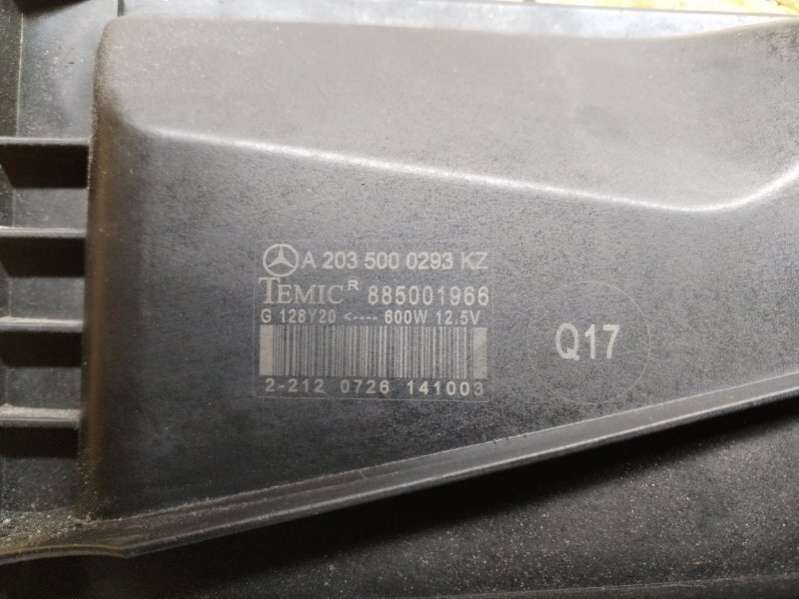 A 203 500 0293 KZ
TEMIC R 885001966
G 128Y20 <---- 600W 12.5V
2-212 0726 141003
Q17